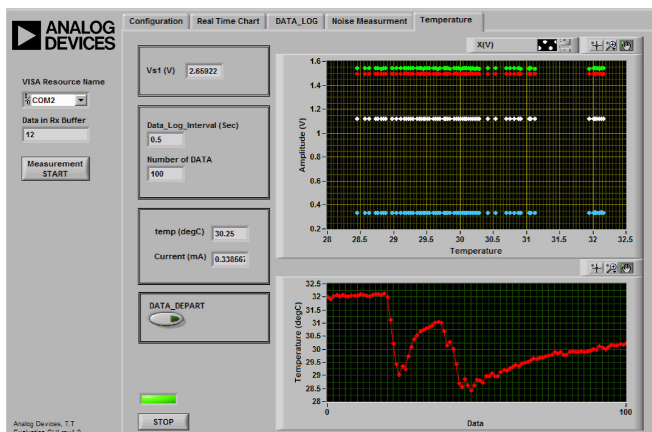 ANALOG
DEVICES
Configuration
Real Time Chart
DATA_LOG
Noise Measurment
Temperature
VISA Resource Name
COM2
Data in Rx Buffer
12
Measurement
START
Vs1 (V) 2.65922
Data_Log_Interval (Sec)
0.5
Number of DATA
100
temp (degC) 30.25
Current (mA) 0.33856
DATA_DEPART
STOP
X(V)
Amplitude (V)
1.6
1.4
1.2
1
0.8
0.6
0.4
0.2
28 28.5 29 29.5 30 30.5 31 31.5 32 32.5
Temperature
Temperature (degC)
32.5
32
31.5
31
30.5
30
29.5
29
28.5
28
0 100
Data
Analog Devices, T.T